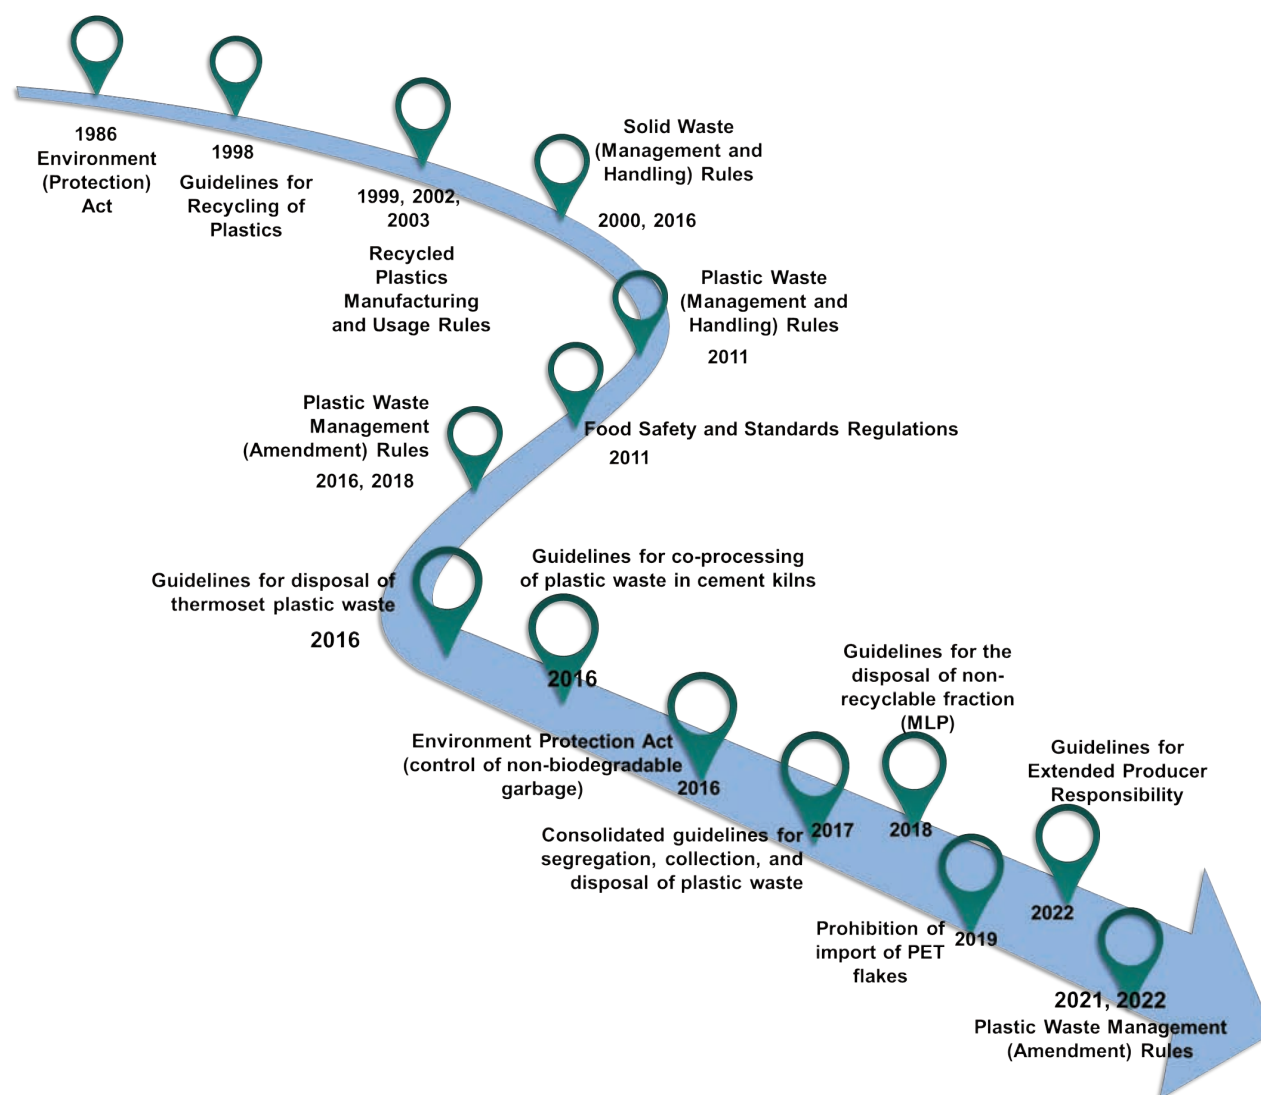 1986
Environment
(Protection)
Act
1998
Guidelines for
Recycling of
Plastics
1999, 2002,
2003
Recycled
Plastics
Manufacturing
and Usage Rules
Solid Waste
(Management and
Handling) Rules
2000, 2016
Plastic Waste
(Management and
Handling) Rules
2011
Food Safety and Standards Regulations
2011
Plastic Waste
Management
(Amendment) Rules
2016, 2018
Guidelines for disposal of
thermoset plastic waste
2016
Guidelines for co-processing
of plastic waste in cement kilns
2016
Environment Protection Act
(control of non-biodegradable
garbage)
2016
Consolidated guidelines for
segregation, collection, and
disposal of plastic waste
2017
Guidelines for the
disposal of non-
recyclable fraction
(MLP)
2018
Prohibition of
import of PET
flakes
2019
Guidelines for
Extended Producer
Responsibility
2022
2021, 2022
Plastic Waste Management
(Amendment) Rules